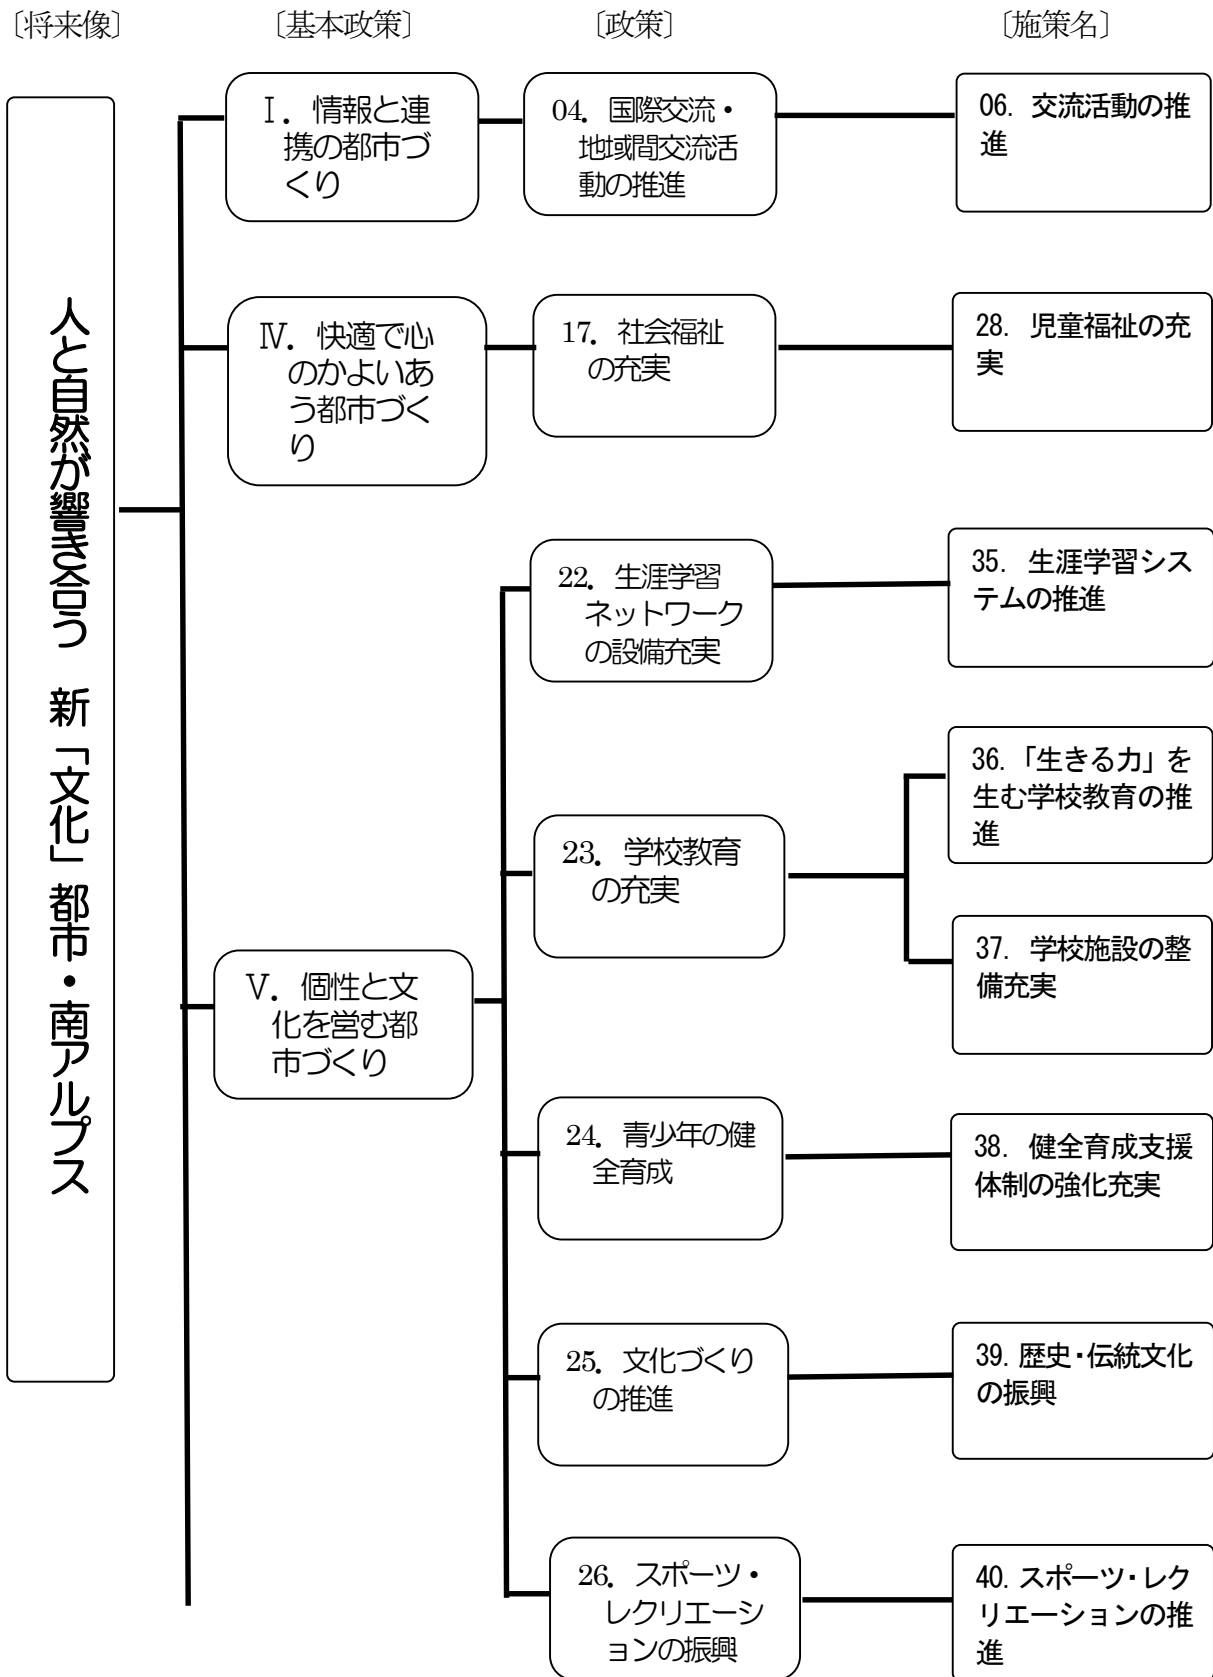 〔将来像〕
〔基本政策〕
〔政策〕
〔施策名〕
人と自然が響き合う　新「文化」都市・南アルプス
Ⅰ．情報と連
携の都市づ
くり
04．国際交流・
地域間交流活
動の推進
06．交流活動の推
進
Ⅳ．快適で心
のかよいあ
う都市づく
り
17．社会福祉
の充実
28．児童福祉の充
実
Ⅴ．個性と文
化を営む都
市づくり
22．生涯学習
ネットワーク
の設備充実
35．生涯学習シス
テムの推進
23．学校教育
の充実
36．「生きる力」を
生む学校教育の推
進
37．学校施設の整
備充実
24．青少年の健
全育成
38．健全育成支援
体制の強化充実
25．文化づくり
の推進
39．歴史・伝統文化
の振興
26．スポーツ・
レクリエーシ
ョンの振興
40．スポーツ・レク
リエーションの推
進